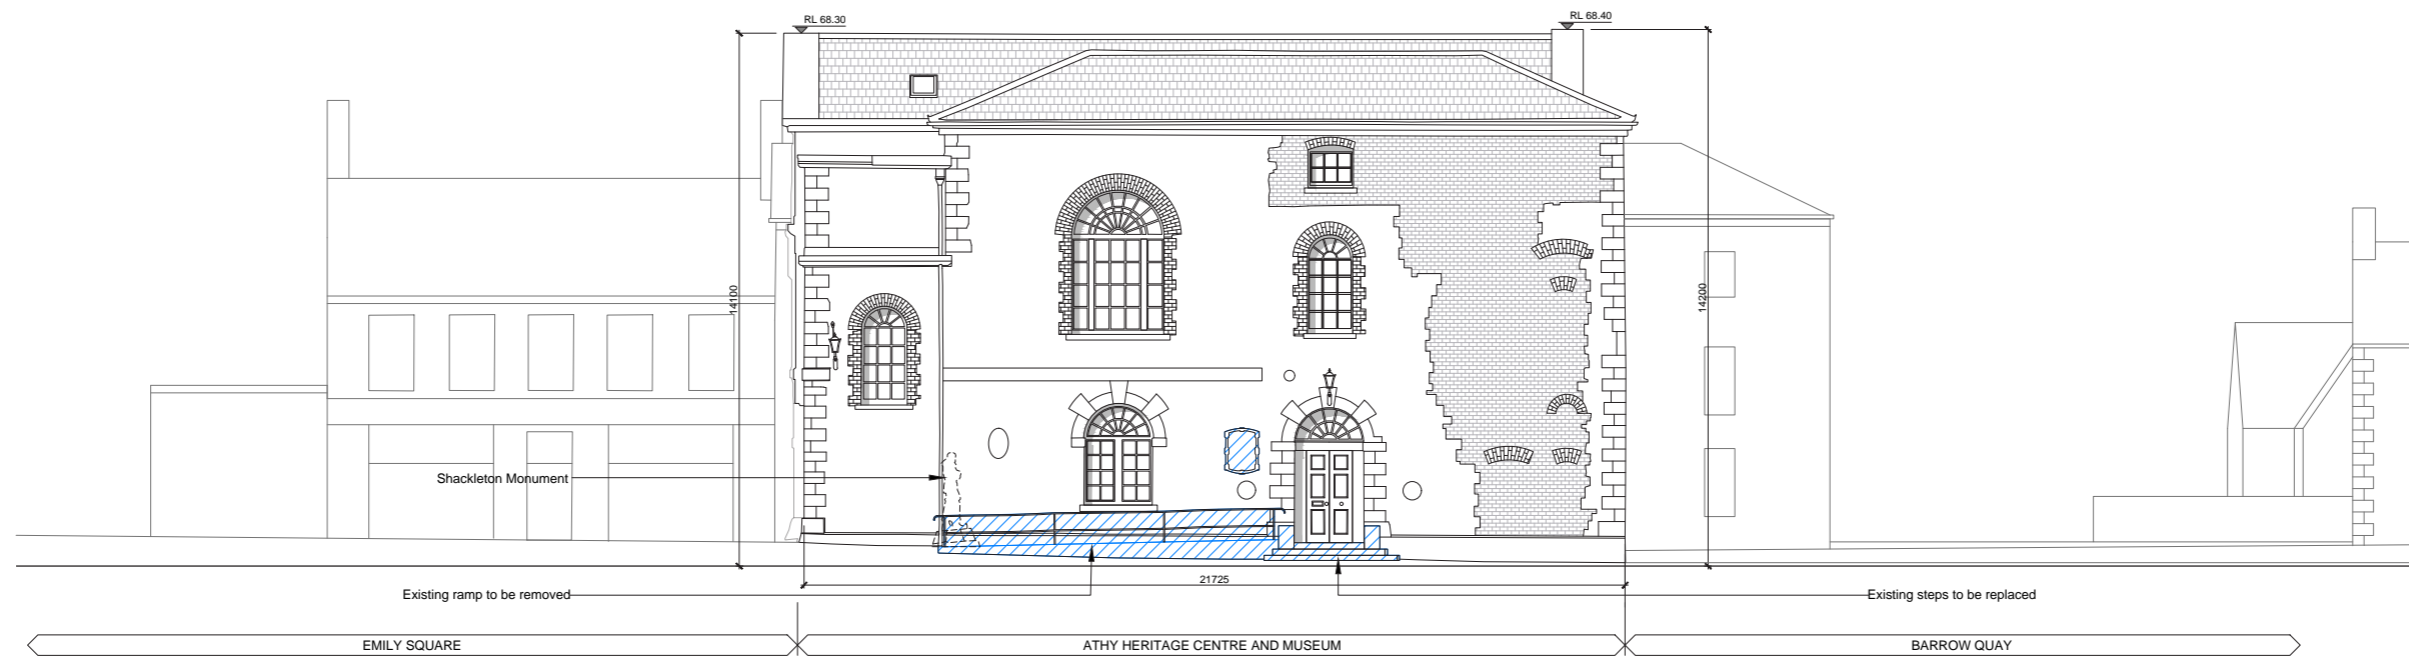 RL 68.30
RL 68.40
14100
14200
Shackleton Monument
21725
Existing ramp to be removed
Existing steps to be replaced
EMILY SQUARE
ATHY HERITAGE CENTRE AND MUSEUM
BARROW QUAY